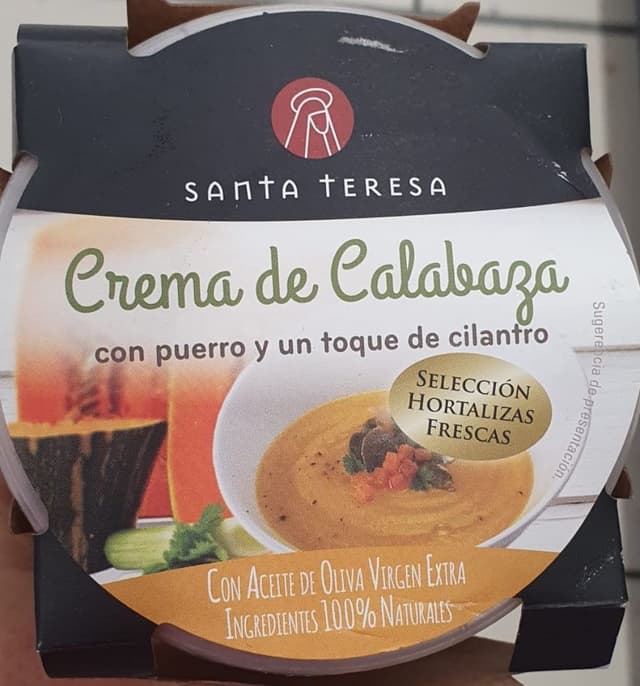 SANTA TERESA
Crema de Calabaza
con puerro y un toque de cilantro
SELECCIÓN
HORTALIZAS
FRESCAS
Sugerencia de presentación.
CON ACEITE DE OLIVA VIRGEN EXTRA
INGREDIENTES 100% NATURALES